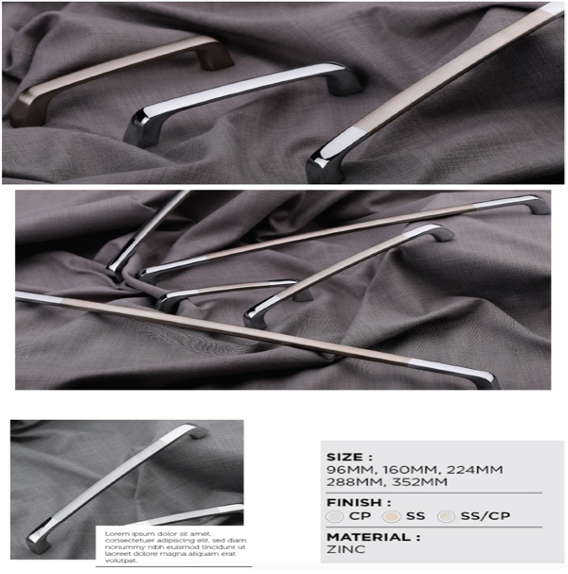 Lorem ipsum dolor sit amet,
consectetuer adipiscing elit, sed diam
nonummy nibh euismod tincidunt ut
laoreet dolore magna aliquam erat
volutpat.
SIZE :
96MM, 160MM, 224MM
288MM, 352MM
FINISH :
CP SS SS/CP
MATERIAL :
ZINC